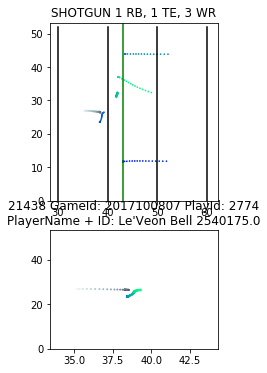 SHOTGUN 1 RB, 1 TE, 3 WR
50
40
30
20
10
0
30 40 50 60
21438 GameId: 2017100807 PlayId: 2774
PlayerName + ID: Le'Veon Bell 2540175.0
40
20
0
35.0 37.5 40.0 42.5